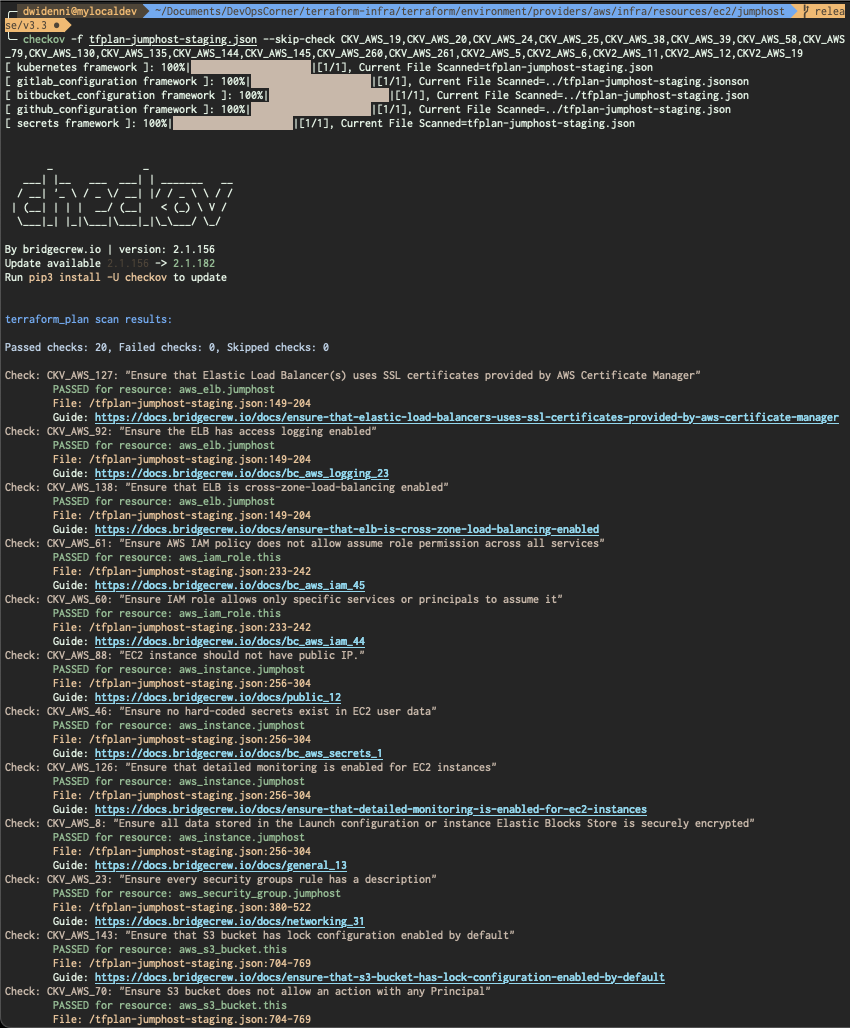 dwidenni@mylocaldev ~/Documents/DevOpsCorner/terraform-infra/terraform/environment/providers/aws/infra/resources/ec2/jumphost relea
se/v3.3 ●
checkov -f tfplan-jumphost-staging.json --skip-check CKV_AWS_19,CKV_AWS_20,CKV_AWS_24,CKV_AWS_25,CKV_AWS_38,CKV_AWS_39,CKV_AWS_58,CKV_AWS
_79,CKV_AWS_130,CKV_AWS_135,CKV_AWS_144,CKV_AWS_145,CKV_AWS_260,CKV_AWS_261,CKV2_AWS_5,CKV2_AWS_6,CKV2_AWS_11,CKV2_AWS_12,CKV2_AWS_19
[ kubernetes framework ]: 100%| |[1/1], Current File Scanned=tfplan-jumphost-staging.json
[ gitlab_configuration framework ]: 100%| |[1/1], Current File Scanned=../tfplan-jumphost-staging.jsonson
[ bitbucket_configuration framework ]: 100%| |[1/1], Current File Scanned=../tfplan-jumphost-staging.json
[ github_configuration framework ]: 100%| |[1/1], Current File Scanned=../tfplan-jumphost-staging.json
[ secrets framework ]: 100%| |[1/1], Current File Scanned=tfplan-jumphost-staging.json
checkov
By bridgecrew.io | version: 2.1.156
Update available 2.1.156 -> 2.1.182
Run pip3 install -U checkov to update
terraform_plan scan results:
Passed checks: 20, Failed checks: 0, Skipped checks: 0
Check: CKV_AWS_127: "Ensure that Elastic Load Balancer(s) uses SSL certificates provided by AWS Certificate Manager"
PASSED for resource: aws_elb.jumphost
File: /tfplan-jumphost-staging.json:149-204
Guide: https://docs.bridgecrew.io/docs/ensure-that-elastic-load-balancers-uses-ssl-certificates-provided-by-aws-certificate-manager
Check: CKV_AWS_92: "Ensure the ELB has access logging enabled"
PASSED for resource: aws_elb.jumphost
File: /tfplan-jumphost-staging.json:149-204
Guide: https://docs.bridgecrew.io/docs/bc_aws_logging_23
Check: CKV_AWS_138: "Ensure that ELB is cross-zone-load-balancing enabled"
PASSED for resource: aws_elb.jumphost
File: /tfplan-jumphost-staging.json:149-204
Guide: https://docs.bridgecrew.io/docs/ensure-that-elb-is-cross-zone-load-balancing-enabled
Check: CKV_AWS_61: "Ensure AWS IAM policy does not allow assume role permission across all services"
PASSED for resource: aws_iam_role.this
File: /tfplan-jumphost-staging.json:233-242
Guide: https://docs.bridgecrew.io/docs/bc_aws_iam_45
Check: CKV_AWS_60: "Ensure IAM role allows only specific services or principals to assume it"
PASSED for resource: aws_iam_role.this
File: /tfplan-jumphost-staging.json:233-242
Guide: https://docs.bridgecrew.io/docs/bc_aws_iam_44
Check: CKV_AWS_88: "EC2 instance should not have public IP."
PASSED for resource: aws_instance.jumphost
File: /tfplan-jumphost-staging.json:256-304
Guide: https://docs.bridgecrew.io/docs/public_12
Check: CKV_AWS_46: "Ensure no hard-coded secrets exist in EC2 user data"
PASSED for resource: aws_instance.jumphost
File: /tfplan-jumphost-staging.json:256-304
Guide: https://docs.bridgecrew.io/docs/bc_aws_secrets_1
Check: CKV_AWS_126: "Ensure that detailed monitoring is enabled for EC2 instances"
PASSED for resource: aws_instance.jumphost
File: /tfplan-jumphost-staging.json:256-304
Guide: https://docs.bridgecrew.io/docs/ensure-that-detailed-monitoring-is-enabled-for-ec2-instances
Check: CKV_AWS_8: "Ensure all data stored in the Launch configuration or instance Elastic Blocks Store is securely encrypted"
PASSED for resource: aws_instance.jumphost
File: /tfplan-jumphost-staging.json:256-304
Guide: https://docs.bridgecrew.io/docs/general_13
Check: CKV_AWS_23: "Ensure every security groups rule has a description"
PASSED for resource: aws_security_group.jumphost
File: /tfplan-jumphost-staging.json:380-522
Guide: https://docs.bridgecrew.io/docs/networking_31
Check: CKV_AWS_143: "Ensure that S3 bucket has lock configuration enabled by default"
PASSED for resource: aws_s3_bucket.this
File: /tfplan-jumphost-staging.json:704-769
Guide: https://docs.bridgecrew.io/docs/ensure-that-s3-bucket-has-lock-configuration-enabled-by-default
Check: CKV_AWS_70: "Ensure S3 bucket does not allow an action with any Principal"
PASSED for resource: aws_s3_bucket.this
File: /tfplan-jumphost-staging.json:704-769